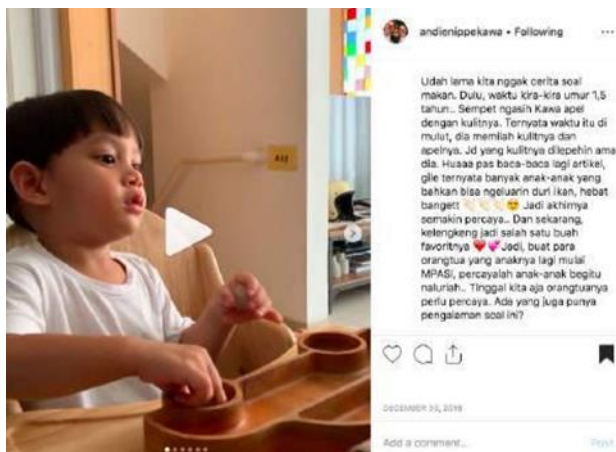 andienippekawa • Following
Udah lama kita nggak cerita soal
makan. Dulu, waktu kira-kira umur 1,5
tahun.. Sempet ngasih Kawa apel
dengan kulitnya. Ternyata waktu itu di
mulut, dia memilah kulitnya dan
apelnya. Jd yang kulitnya dilepehin ama
dia. Huaaa pas baca-baca lagi artikel,
gile ternyata banyak anak-anak yang
bahkan bisa ngeluarin duri ikan, hebat
bangett 👏🏻👏🏻👏🏻😍 Jadi akhirnya
semakin percaya.. Dan sekarang,
kelengkeng jadi salah satu buah
favoritnya ❤️💕 Jadi, buat para
orangtua yang anaknya lagi mulai
MPASI, percayalah anak-anak begitu
naluriah.. Tinggal kita aja orangtuanya
perlu percaya. Ada yang juga punya
pengalaman soal ini?
Add a comment...
Post